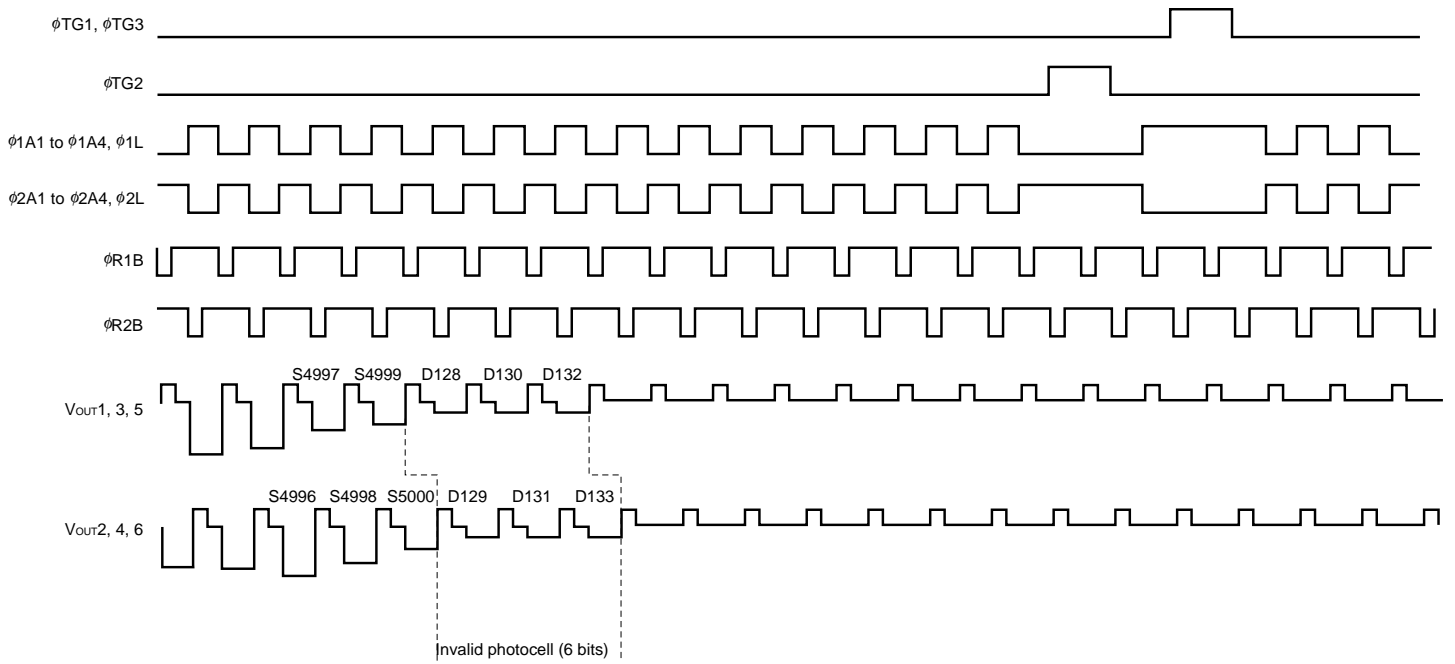 ϕTG1, ϕTG3
ϕTG2
ϕ1A1 to ϕ1A4, ϕ1L
ϕ2A1 to ϕ2A4, ϕ2L
ϕR1B
ϕR2B
S4997 S4999 D128 D130 D132
VOUT1, 3, 5
S4996 S4998 S5000 D129 D131 D133
VOUT2, 4, 6
Invalid photocell (6 bits)